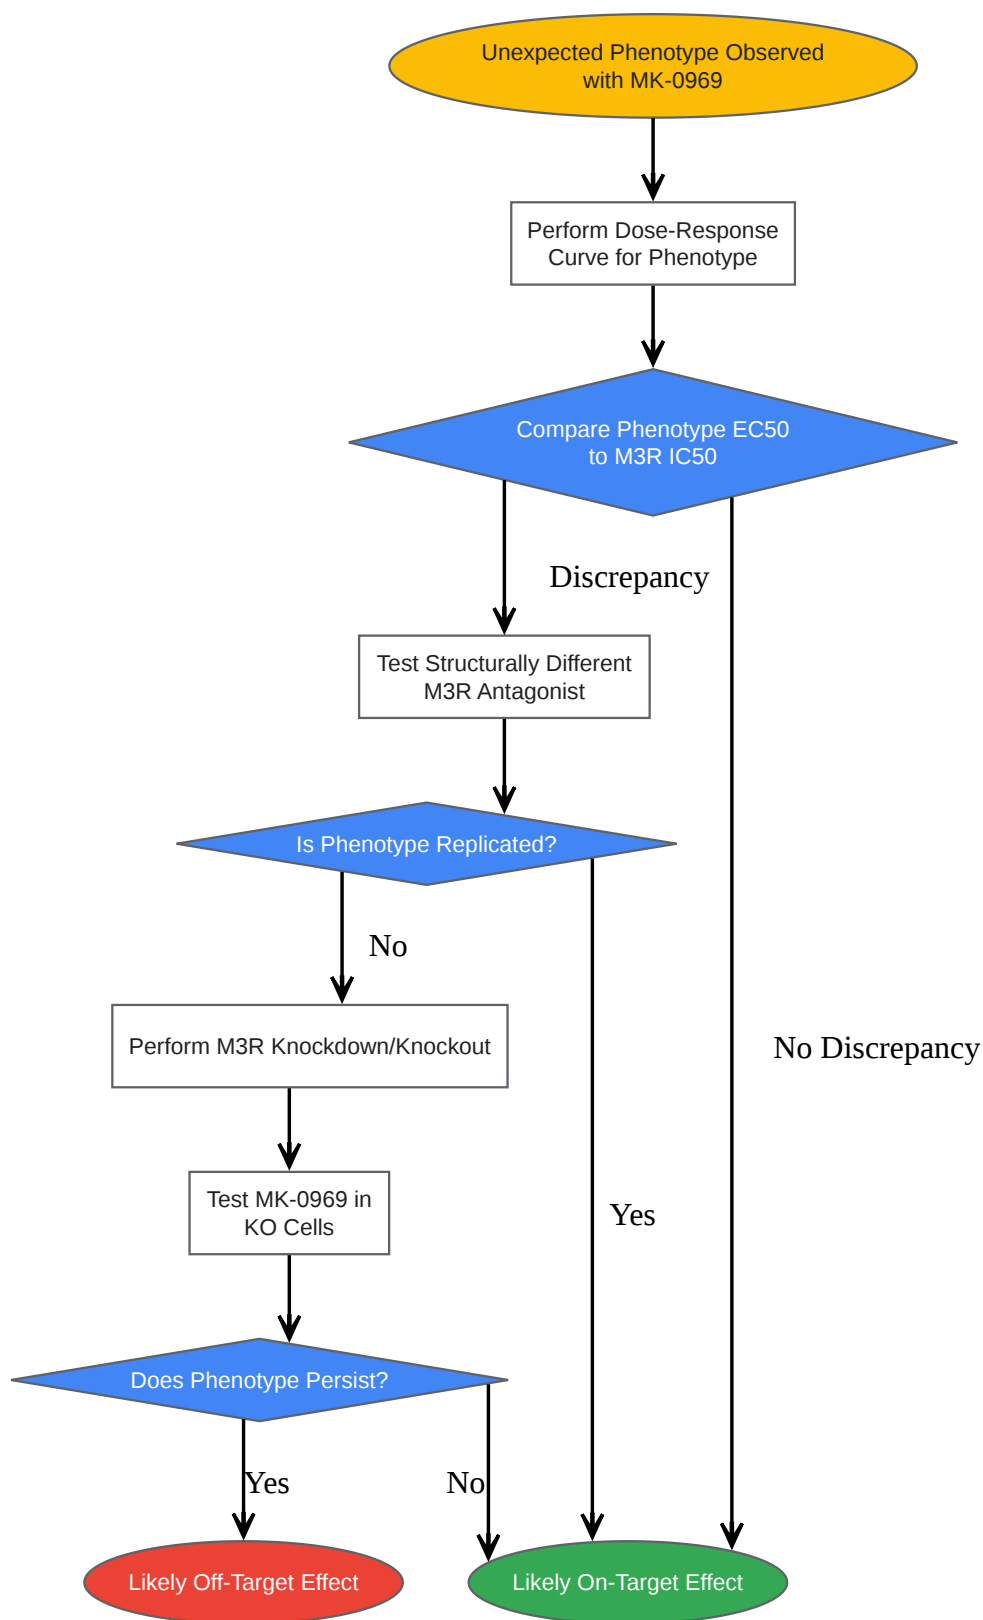 Unexpected Phenotype Observed
with MK-0969
Perform Dose-Response
Curve for Phenotype
Compare Phenotype EC50
to M3R IC50
Discrepancy
Test Structurally Different
M3R Antagonist
Is Phenotype Replicated?
No
Perform M3R Knockdown/Knockout
No Discrepancy
Test MK-0969 in
KO Cells
Yes
Does Phenotype Persist?
Yes
No
Likely Off-Target Effect
Likely On-Target Effect